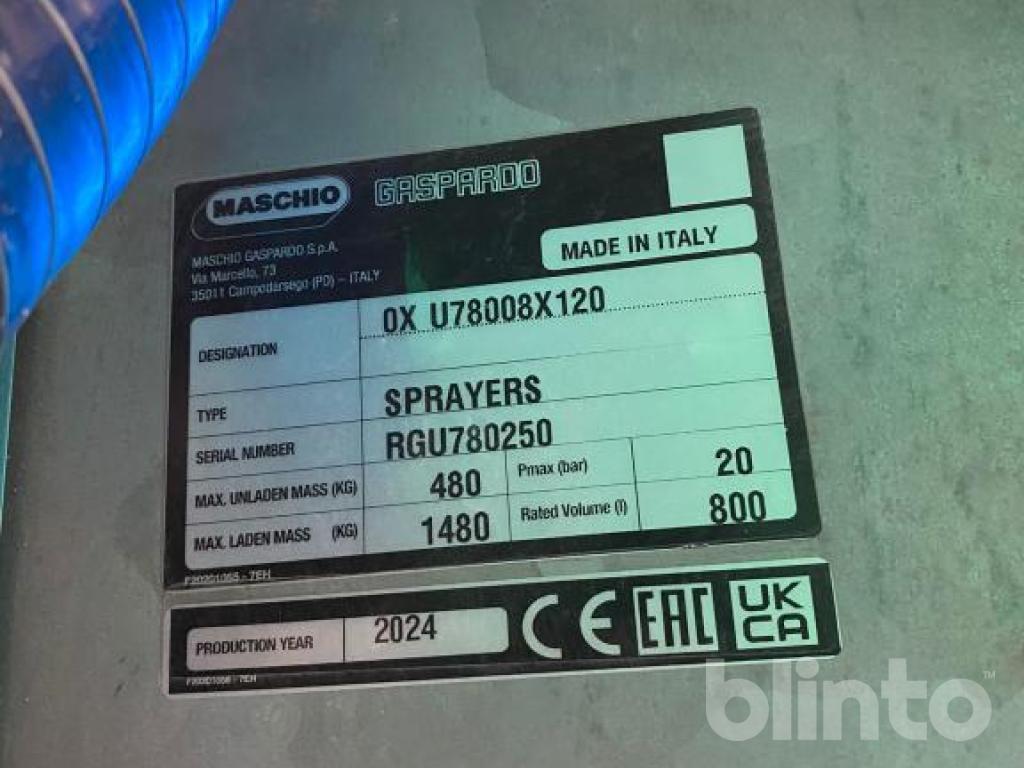 MASCHIO GASPARDO
MASCHIO GASPARDO S.p.A.
Via Marcello, 73
35011 Campodarsego (PD) – ITALY
MADE IN ITALY
DESIGNATION 0X U78008X120
TYPE SPRAYERS
SERIAL NUMBER RGU780250
MAX. UNLADEN MASS (KG) 480 Pmax (bar) 20
MAX. LADEN MASS (KG) 1480 Rated Volume (l) 800
PRODUCTION YEAR 2024 CE EAC UK CA
blinto™